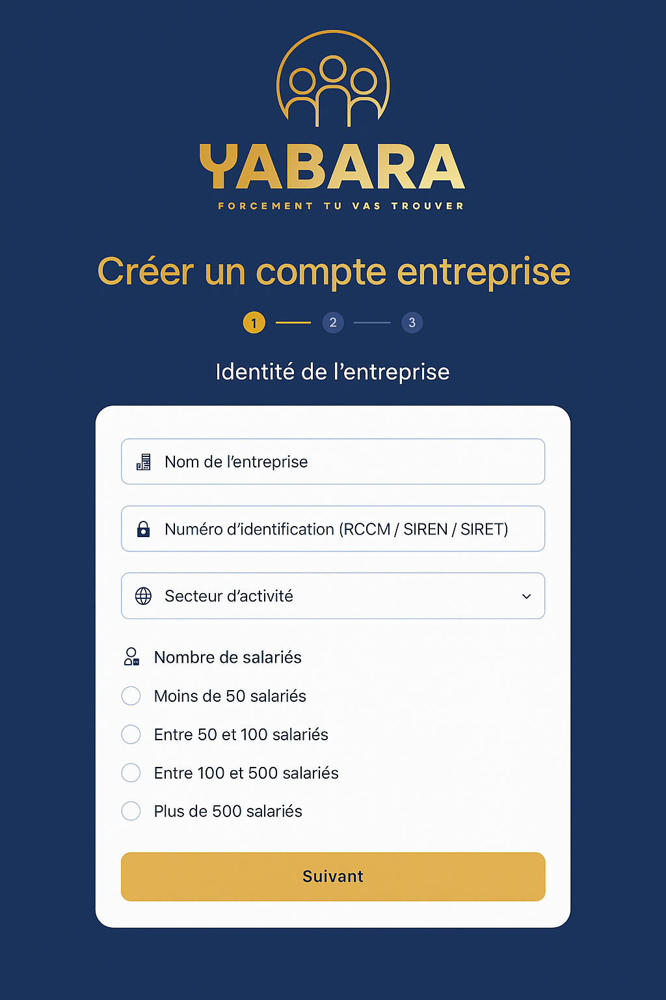 YABARA
FORCEMENT TU VAS TROUVER
Créer un compte entreprise
1 2 3
Identité de l’entreprise
Nom de l’entreprise
Numéro d’identification (RCCM / SIREN / SIRET)
Secteur d’activité
Nombre de salariés
Moins de 50 salariés
Entre 50 et 100 salariés
Entre 100 et 500 salariés
Plus de 500 salariés
Suivant